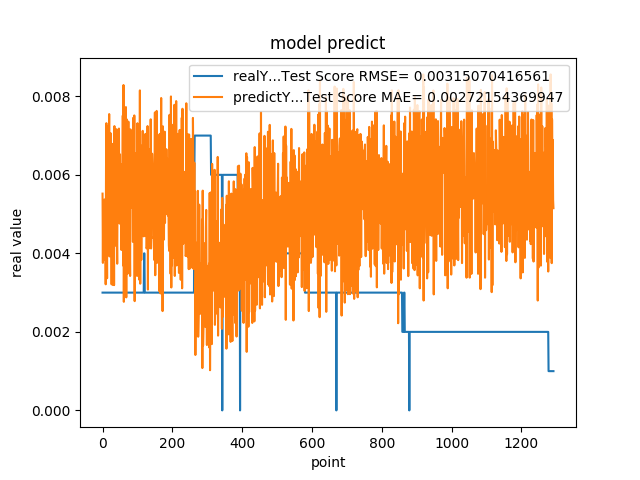 model predict
realY...Test Score RMSE= 0.00315070416561
predictY...Test Score MAE= 0.00272154369947
0.008
0.006
0.004
0.002
0.000
real value
0 200 400 600 800 1000 1200
point